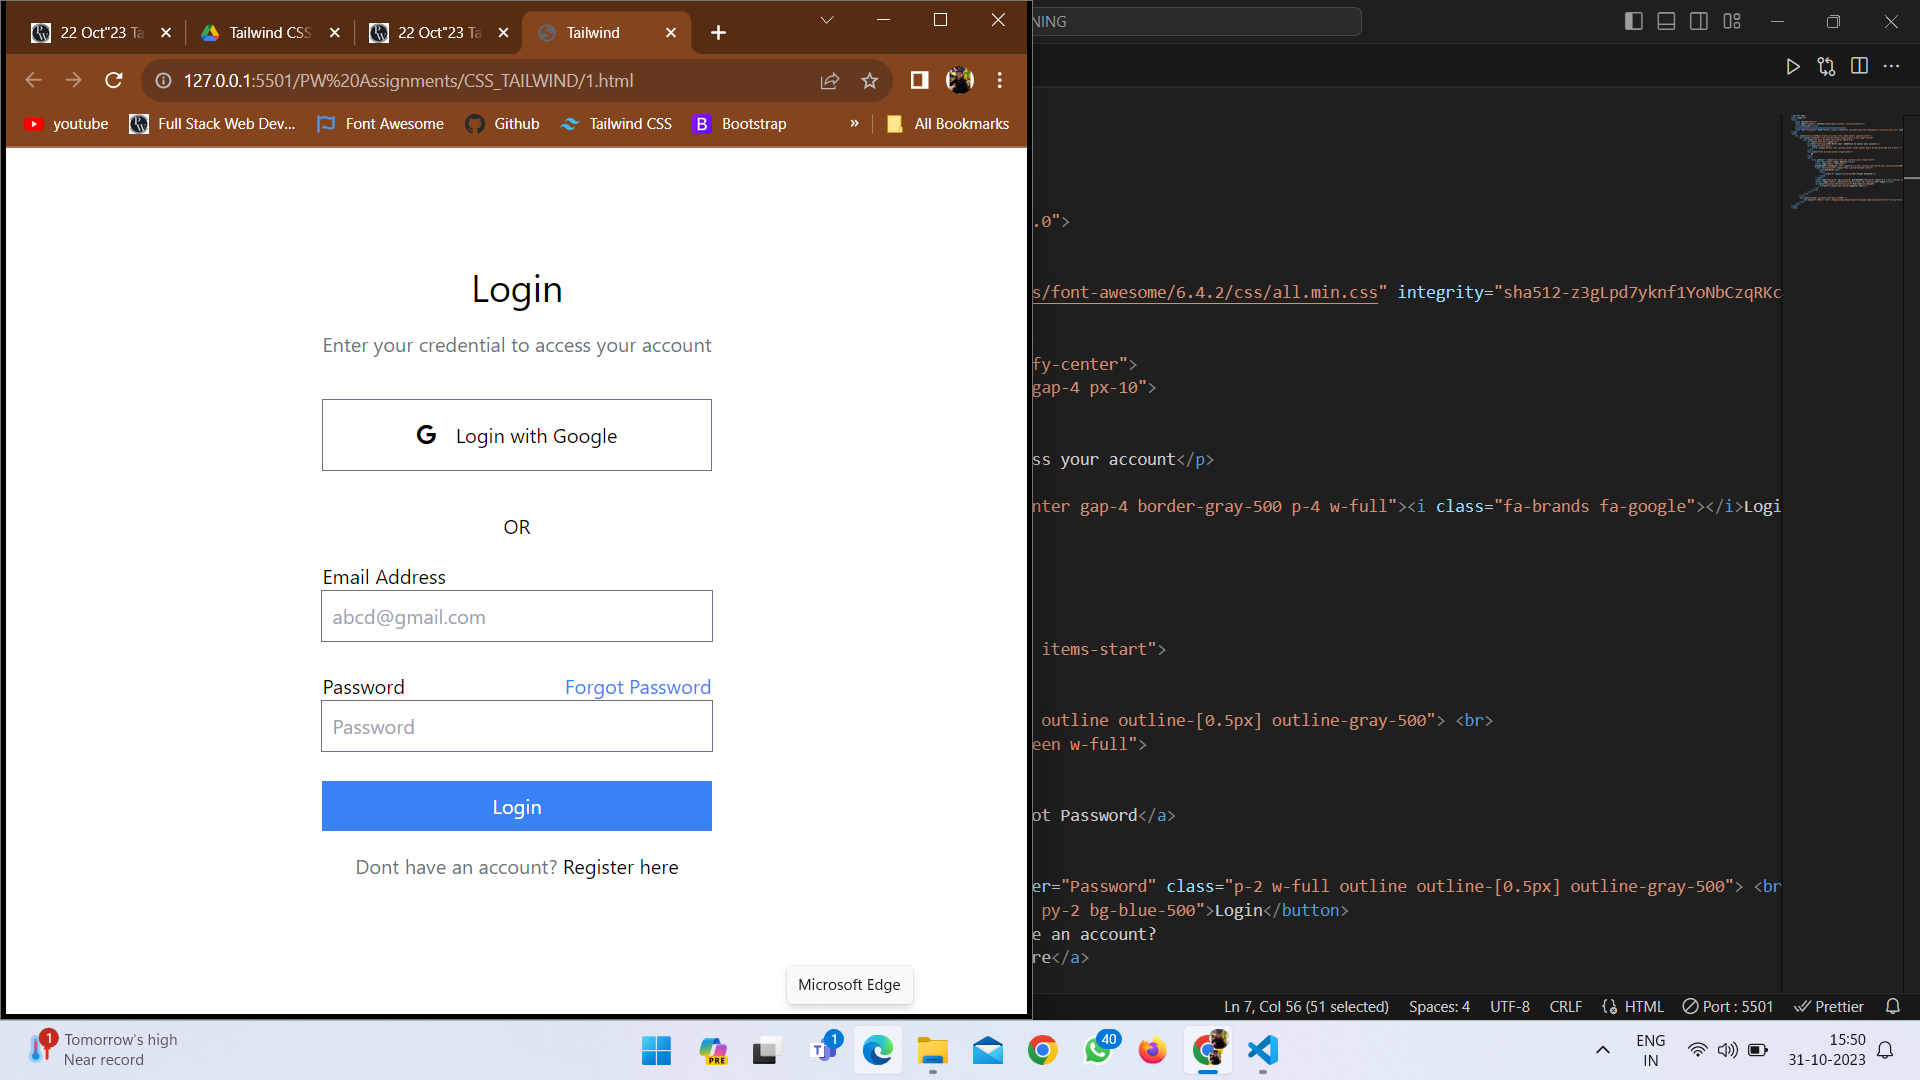 22 Oct"23 Ta
Tailwind CSS
22 Oct"23 Ta
Tailwind
127.0.0.1:5501/PW%20Assignments/CSS_TAILWIND/1.html
youtube
Full Stack Web Dev...
Font Awesome
Github
Tailwind CSS
B Bootstrap
»
All Bookmarks
Login
Enter your credential to access your account
G Login with Google
OR
Email Address
abcd@gmail.com
Password
Forgot Password
Password
Login
Dont have an account? Register here
Microsoft Edge
NING
.0">
s/font-awesome/6.4.2/css/all.min.css" integrity="sha512-z3gLpd7yknf1YoNbCzqRKc
fy-center">
gap-4 px-10">
ss your account</p>
nter gap-4 border-gray-500 p-4 w-full"><i class="fa-brands fa-google"></i>Logi
items-start">
outline outline-[0.5px] outline-gray-500"> <br>
een w-full">
ot Password</a>
er="Password" class="p-2 w-full outline outline-[0.5px] outline-gray-500"> <br
py-2 bg-blue-500">Login</button>
e an account?
re</a>
Ln 7, Col 56 (51 selected)
Spaces: 4
UTF-8
CRLF
HTML
Port : 5501
Prettier
1
Tomorrow's high
Near record
PRE
1
40
ENG
IN
15:50
31-10-2023